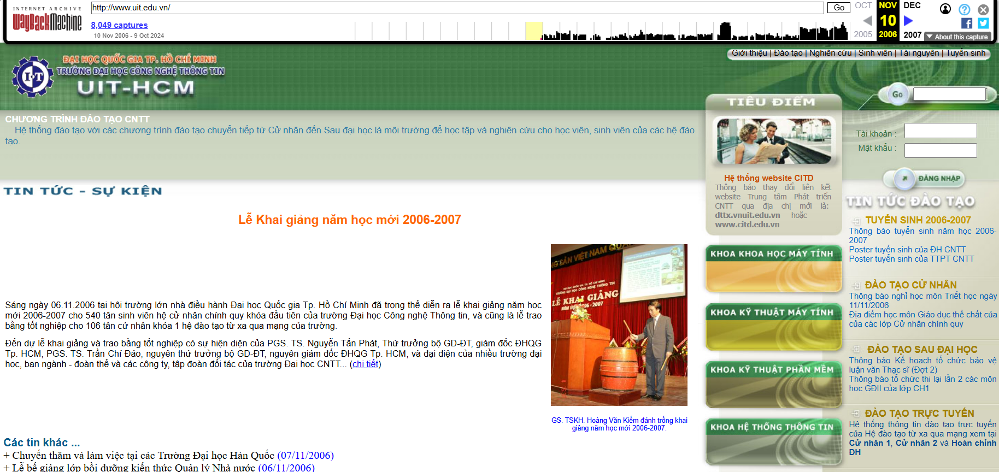 INTERNET ARCHIVE
WayBackMachine
http://www.uit.edu.vn/
Go
OCT
NOV
DEC
8,049 captures
10
10 Nov 2006 - 9 Oct 2024
2005
2006
2007
About this capture
Giới thiệu | Đào tạo | Nghiên cứu | Sinh viên | Tài nguyên | Tuyển sinh
ĐẠI HỌC QUỐC GIA TP. HỒ CHÍ MINH
TRƯỜNG ĐẠI HỌC CÔNG NGHỆ THÔNG TIN
UIT-HCM
Go
CHƯƠNG TRÌNH ĐÀO TẠO CNTT
Hệ thống đào tạo với các chương trình đào tạo chuyển tiếp từ Cử nhân đến Sau đại học là môi trường để học tập và nghiên cứu cho học viên, sinh viên của các hệ đào
tạo.
TIN TỨC - SỰ KIỆN
Lễ Khai giảng năm học mới 2006-2007
Sáng ngày 06.11.2006 tại hội trường lớn nhà điều hành Đại học Quốc gia Tp. Hồ Chí Minh đã trọng thể diễn ra lễ khai giảng năm học
mới 2006-2007 cho 540 tân sinh viên hệ cử nhân chính quy khóa đầu tiên của trường Đại học Công nghệ Thông tin, và cũng là lễ trao
bằng tốt nghiệp cho 106 tân cử nhân khóa 1 hệ đào tạo từ xa qua mạng của trường.
Đến dự lễ khai giảng và trao bằng tốt nghiệp có sự hiện diện của PGS. TS. Nguyễn Tấn Phát, Thứ trưởng bộ GD-ĐT, giám đốc ĐHQG
Tp. HCM, PGS. TS. Trần Chí Đáo, nguyên thứ trưởng bộ GD-ĐT, nguyên giám đốc ĐHQG Tp. HCM, và đại diện của nhiều trường đại
học, ban ngành - đoàn thể và các công ty, tập đoàn đối tác của trường Đại học CNTT... (chi tiết)
ĐẠI HỌC QUỐC GIA TP. HỒ CHÍ MINH
TRƯỜNG ĐẠI HỌC CÔNG NGHỆ THÔNG TIN
LỄ KHAI GIẢNG
NĂM HỌC 2006 - 2007
GS. TSKH. Hoàng Văn Kiếm đánh trống khai
giảng năm học mới 2006-2007.
Các tin khác ...
+ Chuyến thăm và làm việc tại các Trường Đại học Hàn Quốc (07/11/2006)
+ Lễ bế giảng lớp bồi dưỡng kiến thức Quản lý Nhà nước (06/11/2006)
TIÊU ĐIỂM
Hệ thống website CITD
Thông báo thay đổi liên kết
website Trung tâm Phát triển
CNTT qua địa chỉ mới là:
dttx.vnuit.edu.vn hoặc
www.citd.edu.vn
KHOA KHOA HỌC MÁY TÍNH
KHOA KỸ THUẬT MÁY TÍNH
KHOA KỸ THUẬT PHẦN MỀM
KHOA HỆ THỐNG THÔNG TIN
Tài khoản :
Mật khẩu :
ĐĂNG NHẬP
TIN TỨC ĐÀO TẠO
TUYỂN SINH 2006-2007
Thông báo tuyển sinh năm học 2006-
2007
Poster tuyển sinh của ĐH CNTT
Poster tuyển sinh của TTPT CNTT
ĐÀO TẠO CỬ NHÂN
Thông báo nghỉ học môn Triết học ngày
11/11/2006
Địa điểm học môn Giáo dục thể chất của
của các lớp Cử nhân chính quy
ĐÀO TẠO SAU ĐẠI HỌC
Thông báo Kế hoạch tổ chức bảo vệ
luận văn Thạc sĩ (Đợt 2)
Thông báo tổ chức thi lại lần 2 các môn
học GĐII của lớp CH1
ĐÀO TẠO TRỰC TUYẾN
Hệ thống thông tin đào tạo trực tuyến
của Hệ đào tạo từ xa qua mạng xem tại
Cử nhân 1, Cử nhân 2 và Hoàn chỉnh
ĐH